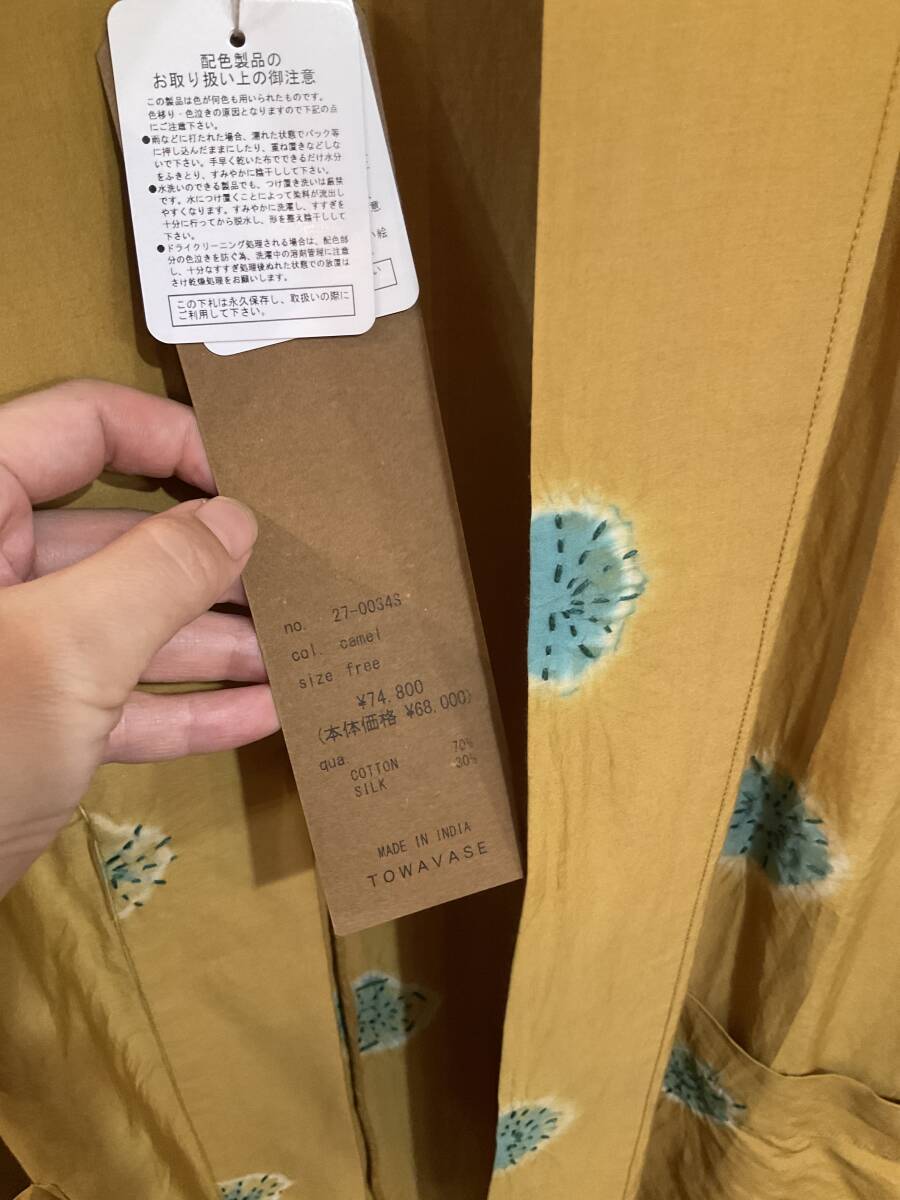 配色製品の
お取り扱い上の御注意
この製品は色が何色も用いられたものです。
色移り・色泣きの原因となりますので下記の点
にご注意下さい。
●雨などに打たれた場合、濡れた状態でバック等
に押し込んだままにしたり、重ね置きなどしな
いで下さい。手早く乾いた布でできるだけ水分
をふきとり、すみやかに陰干しして下さい。
●水洗いのできる製品でも、つけ置き洗いは厳禁
です。水につけ置くことによって染料が流出し
やすくなります。すみやかに洗濯し、すすぎを
十分に行ってから脱水し、形を整え陰干しして
下さい。
●ドライクリーニング処理される場合は、配色部
分の色泣きを防ぐ為、洗濯中の溶剤管理に注意
し、十分なすすぎ処理後ぬれた状態での放置は
さけ乾燥処理をお願いします。
この下札は永久保存し、取扱いの際に
ご利用して下さい。
no. 27-0034S
col. camel
size free
¥74,800
(本体価格 ¥68,000)
qua
COTTON 70%
SILK 30%
MADE IN INDIA
TOWAVASE